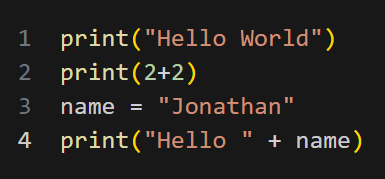 1 print("Hello World")
2 print(2+2)
3 name = "Jonathan"
4 print("Hello " + name)